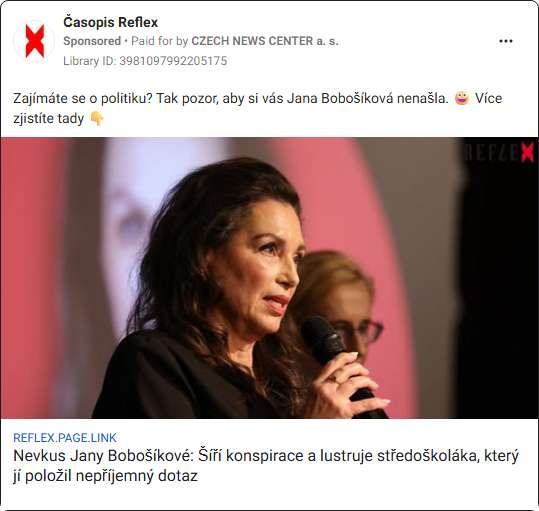 Časopis Reflex
Sponsored • Paid for by CZECH NEWS CENTER a. s.
Library ID: 3981097992205175
Zajímáte se o politiku? Tak pozor, aby si vás Jana Bobošíková nenašla. 🤪 Více
zjistíte tady 👇
REFLEX
REFLEX.PAGE.LINK
Nevkus Jany Bobošíkové: Šíří konspirace a lustruje středoškoláka, který
jí položil nepříjemný dotaz